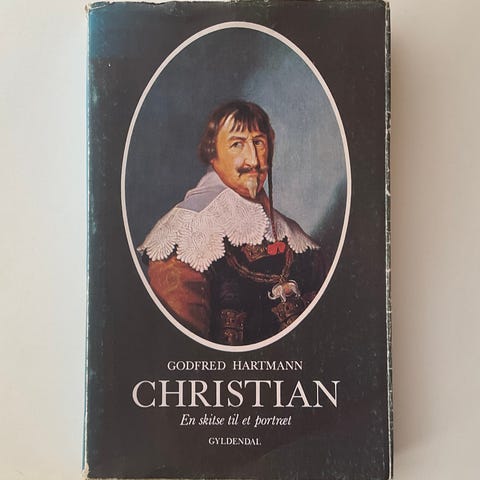 GODFRED HARTMANN
CHRISTIAN
En skitse til et portræt
GYLDENDAL